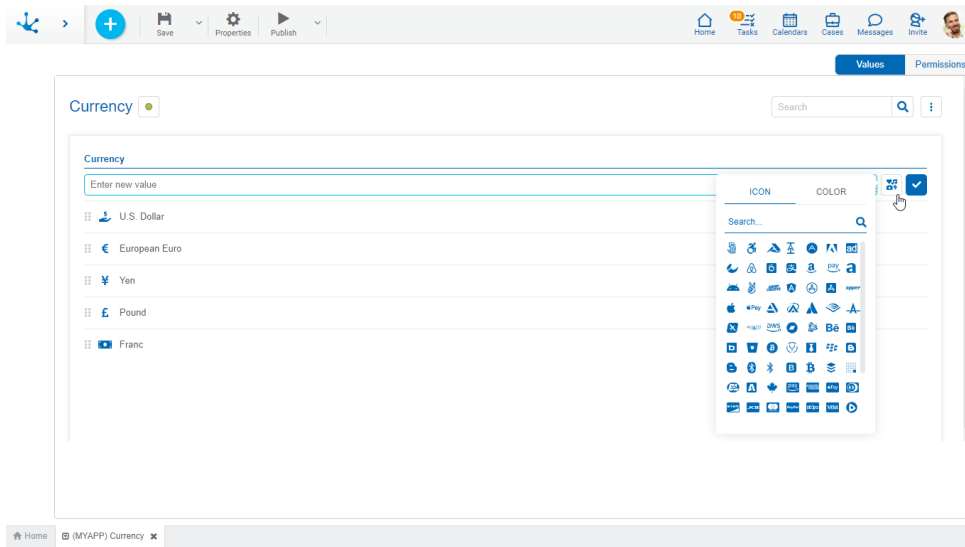 10
Save
Properties
Publish
Home
Tasks
Calendars
Cases
Messages
Invite
Values
Permissions
Currency
Search
Currency
Enter new value
ICON
COLOR
Search...
U.S. Dollar
European Euro
Yen
Pound
Franc
Home
(MYAPP) Currency